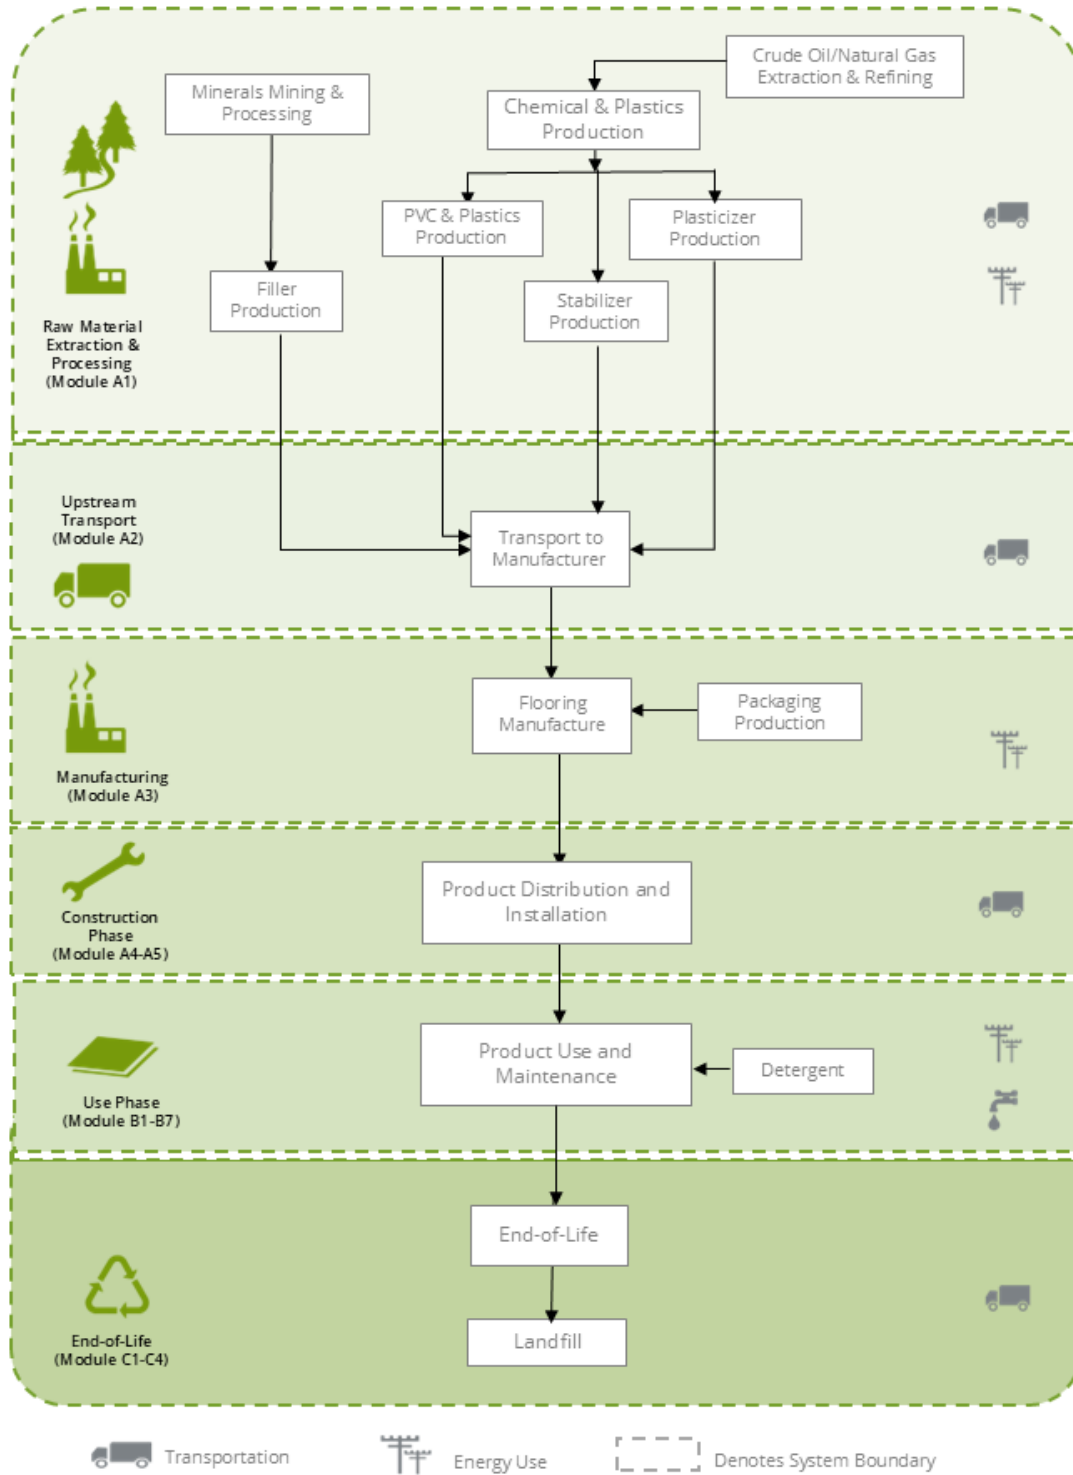 Crude Oil/Natural Gas
Extraction & Refining
Minerals Mining &
Processing
Chemical & Plastics
Production
PVC & Plastics
Production
Plasticizer
Production
Filler
Production
Stabilizer
Production
Raw Material
Extraction &
Processing
(Module A1)
Upstream
Transport
(Module A2)
Transport to
Manufacturer
Flooring
Manufacture
Packaging
Production
Manufacturing
(Module A3)
Product Distribution and
Installation
Construction
Phase
(Module A4-A5)
Product Use and
Maintenance
Detergent
Use Phase
(Module B1-B7)
End-of-Life
Landfill
End-of-Life
(Module C1-C4)
Transportation
Energy Use
Denotes System Boundary